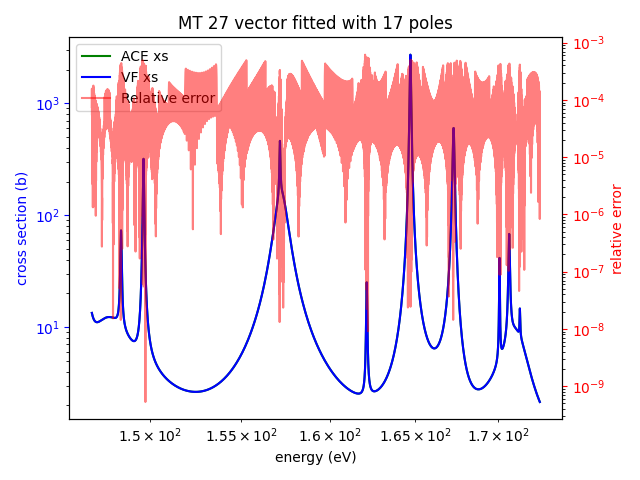 MT 27 vector fitted with 17 poles
ACE xs
VF xs
Relative error
cross section (b)
10³
10²
10¹
relative error
10⁻³
10⁻⁴
10⁻⁵
10⁻⁶
10⁻⁷
10⁻⁸
10⁻⁹
1.5 × 10² 1.55 × 10² 1.6 × 10² 1.65 × 10² 1.7 × 10²
energy (eV)